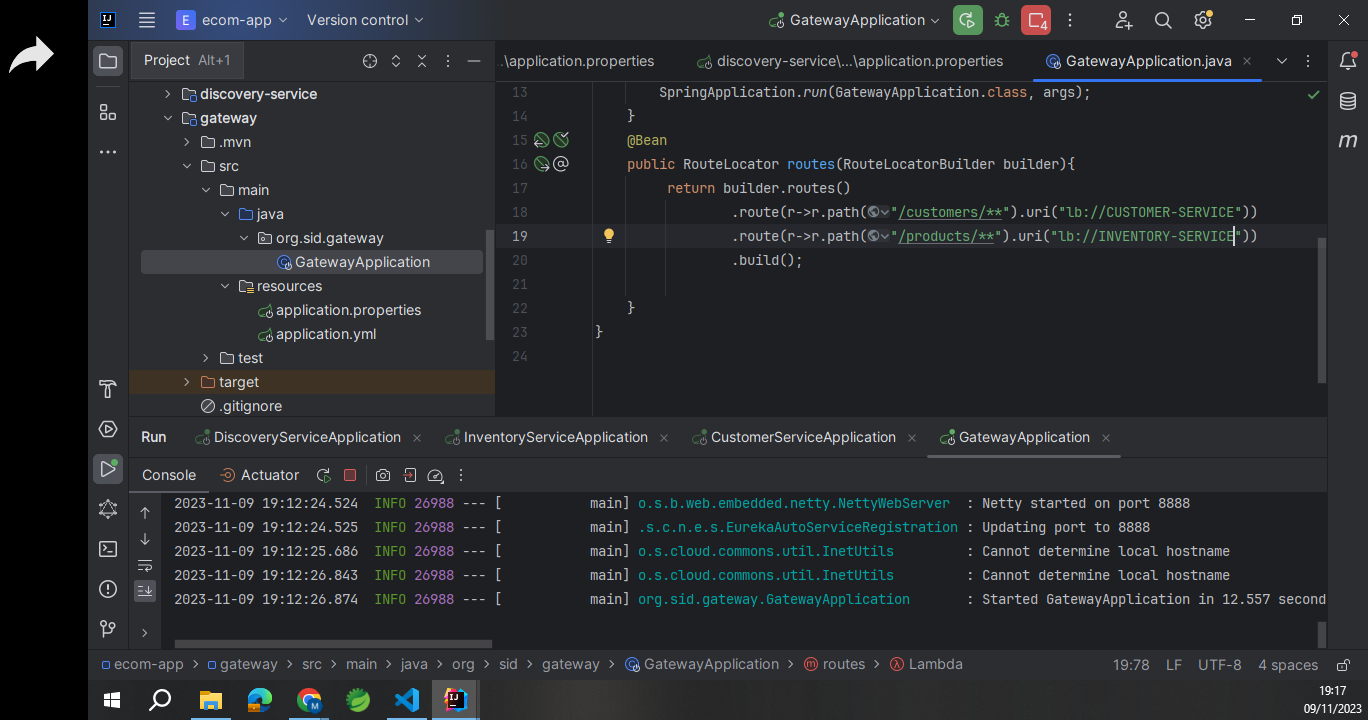 E ecom-app Version control GatewayApplication 4
Project Alt+1
..\application.properties discovery-service\...\application.properties GatewayApplication.java
discovery-service
gateway
.mvn
src
main
java
org.sid.gateway
GatewayApplication
resources
application.properties
application.yml
test
target
.gitignore
13 SpringApplication.run(GatewayApplication.class, args);
14 }
15 @Bean
16 public RouteLocator routes(RouteLocatorBuilder builder){
17 return builder.routes()
18 .route(r->r.path("/customers/**").uri("lb://CUSTOMER-SERVICE"))
19 .route(r->r.path("/products/**").uri("lb://INVENTORY-SERVICE"))
20 .build();
21
22 }
23 }
24
Run DiscoveryServiceApplication InventoryServiceApplication CustomerServiceApplication GatewayApplication
Console Actuator
2023-11-09 19:12:24.524 INFO 26988 --- [ main] o.s.b.web.embedded.netty.NettyWebServer : Netty started on port 8888
2023-11-09 19:12:24.525 INFO 26988 --- [ main] .s.c.n.e.s.EurekaAutoServiceRegistration : Updating port to 8888
2023-11-09 19:12:25.686 INFO 26988 --- [ main] o.s.cloud.commons.util.InetUtils : Cannot determine local hostname
2023-11-09 19:12:26.843 INFO 26988 --- [ main] o.s.cloud.commons.util.InetUtils : Cannot determine local hostname
2023-11-09 19:12:26.874 INFO 26988 --- [ main] org.sid.gateway.GatewayApplication : Started GatewayApplication in 12.557 second
ecom-app > gateway > src > main > java > org > sid > gateway > GatewayApplication > routes > Lambda 19:78 LF UTF-8 4 spaces
19:17
09/11/2023